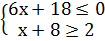 6x + 18 ≤ 0
x + 8 ≥ 2